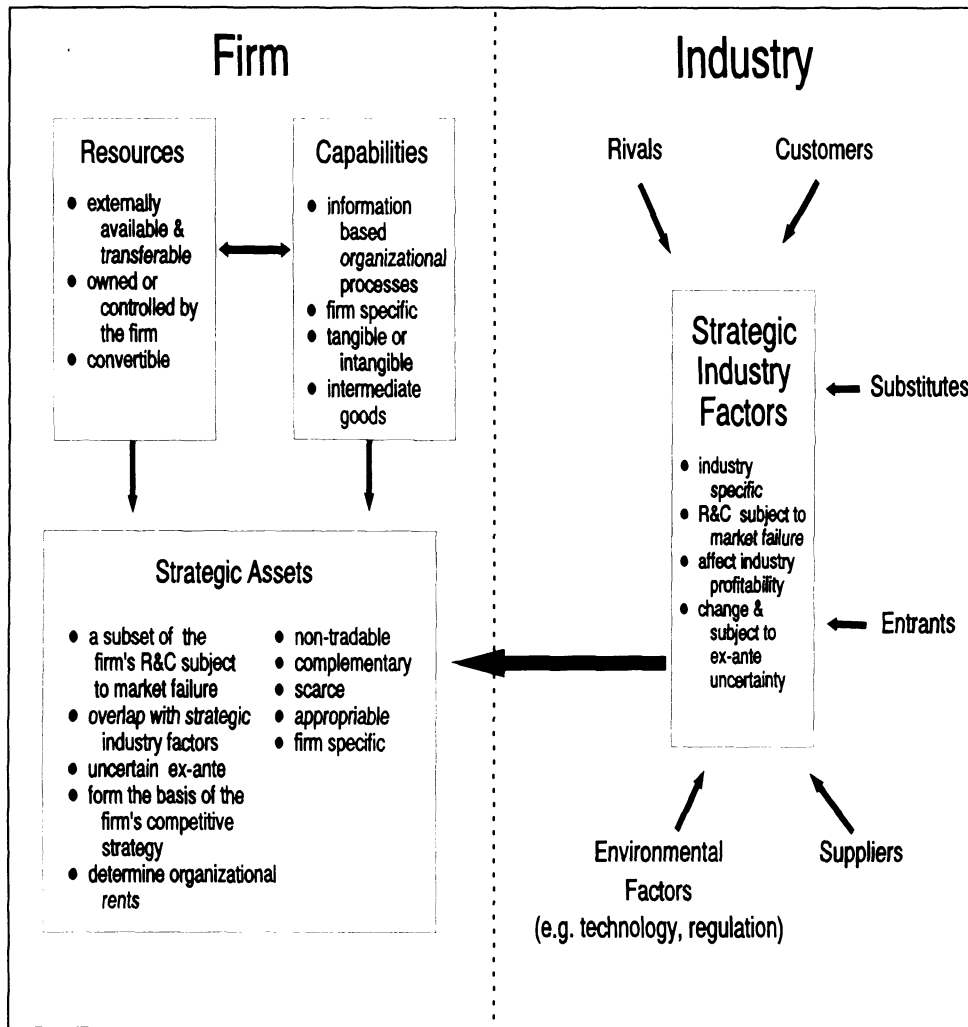 Firm
Resources
● externally
available &
transferable
● owned or
controlled by
the firm
● convertible
Capabilities
● information
based
organizational
processes
● firm specific
● tangible or
intangible
● intermediate
goods
Strategic Assets
● a subset of the
firm's R&C subject
to market failure
● overlap with strategic
industry factors
● uncertain ex-ante
● form the basis of the
firm's competitive
strategy
● determine organizational
rents
● non-tradable
● complementary
● scarce
● appropriable
● firm specific
Industry
Rivals
Customers
Strategic
Industry
Factors
● industry
specific
● R&C subject to
market failure
● affect industry
profitability
● change &
subject to
ex-ante
uncertainty
Substitutes
Entrants
Environmental
Factors
(e.g. technology, regulation)
Suppliers